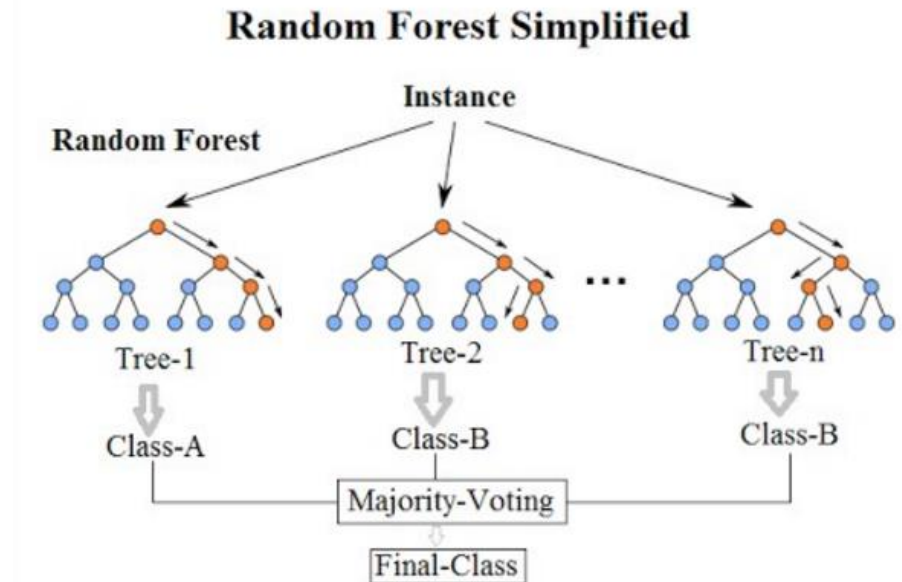 Random Forest Simplified
Instance
Random Forest
...
Tree-1 Tree-2 Tree-n
Class-A Class-B Class-B
Majority-Voting
Final-Class